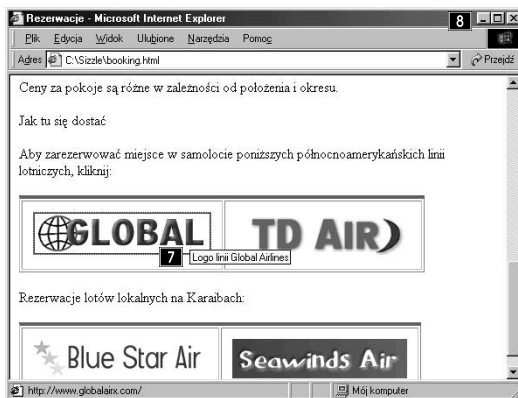 Rezerwacje - Microsoft Internet Explorer
8
Plik Edycja Widok Ulubione Narzędzia Pomoc
Adres C:\Sizzle\booking.html Przejdź
Ceny za pokoje są różne w zależności od położenia i okresu.
Jak tu się dostać
Aby zarezerwować miejsce w samolocie poniższych północnoamerykańskich linii
lotniczych, kliknij:
GLOBAL TD AIR
7 Logo linii Global Airlines
Rezerwacje lotów lokalnych na Karaibach:
Blue Star Air Seawinds Air
http://www.globalairx.com/ Mój komputer